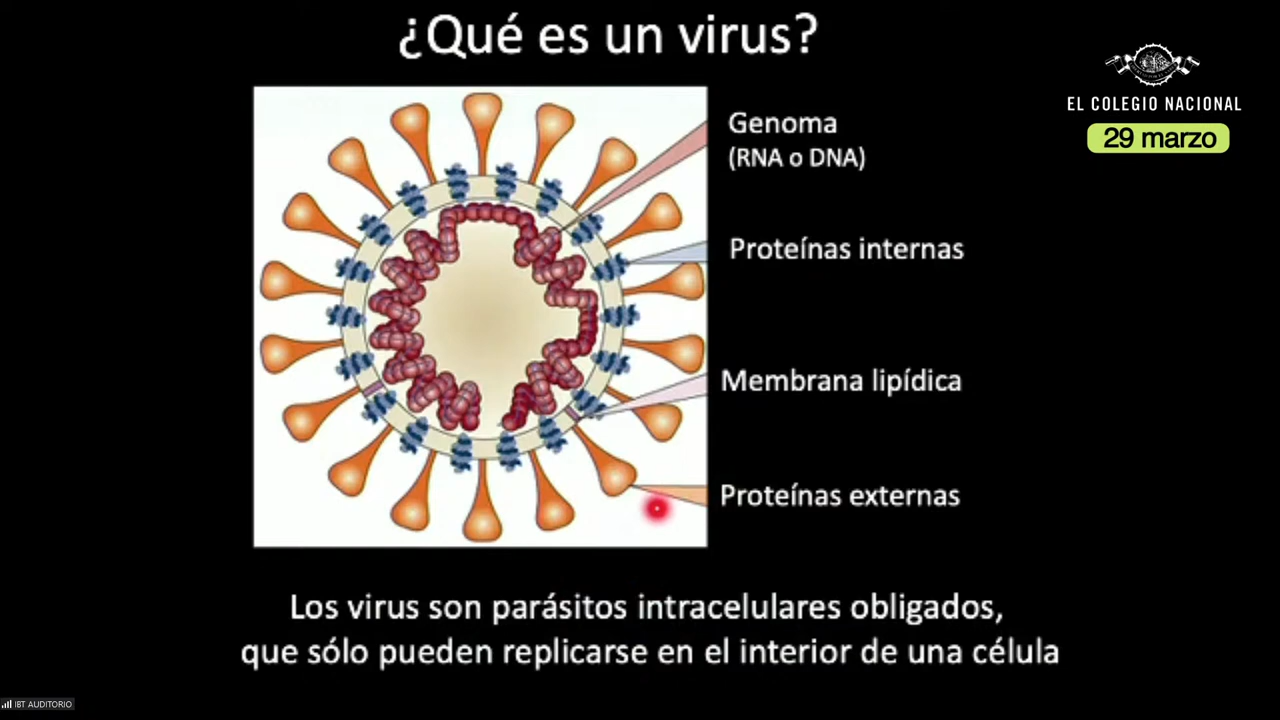 ¿Qué es un virus?
EL COLEGIO NACIONAL
29 marzo
Genoma
(RNA o DNA)
Proteínas internas
Membrana lipídica
Proteínas externas
Los virus son parásitos intracelulares obligados,
que sólo pueden replicarse en el interior de una célula
IBT AUDITORIO